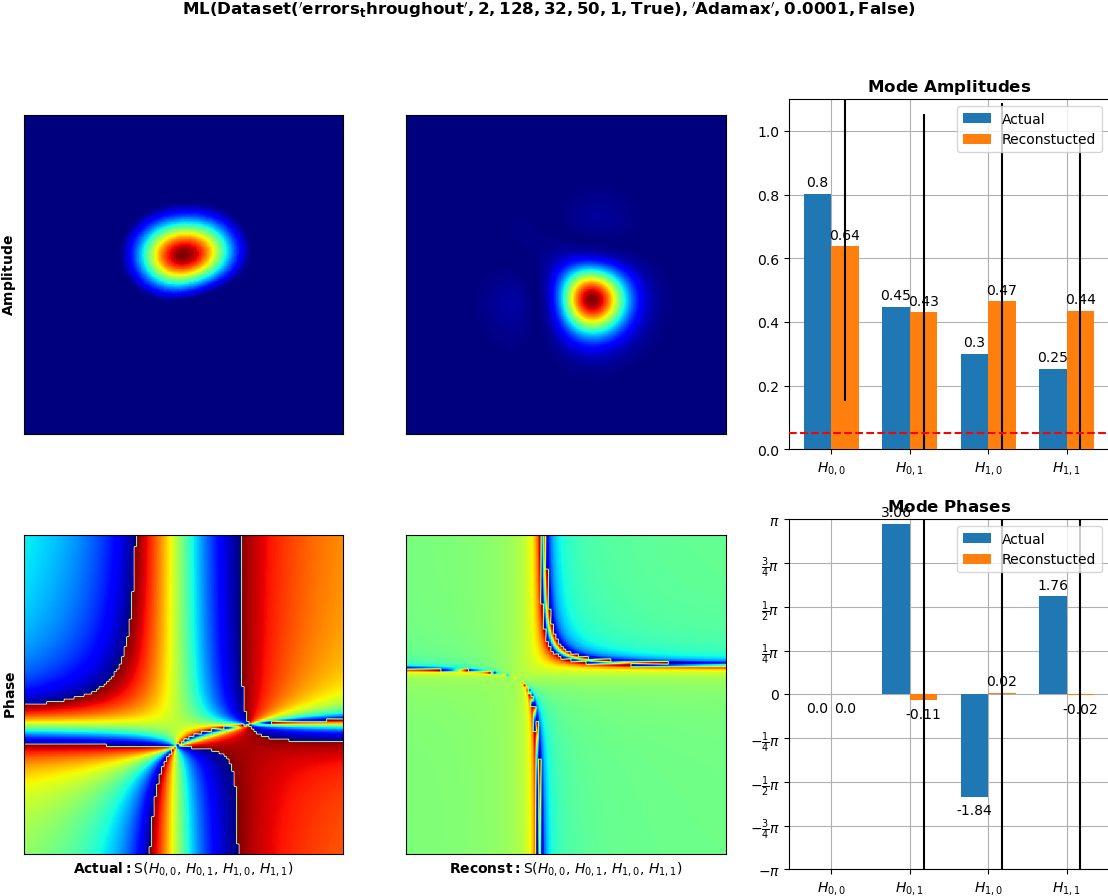 ML(Dataset('errors_throughout', 2, 128, 32, 50, 1, True), 'Adamax', 0.0001, False)
Amplitude
Mode Amplitudes
Actual
Reconstucted
1.0
0.8
0.6
0.4
0.2
0.0
0.8
0.64
0.45
0.43
0.3
0.47
0.25
0.44
H0,0
H0,1
H1,0
H1,1
Phase
Actual: S(H0,0, H0,1, H1,0, H1,1)
Reconst: S(H0,0, H0,1, H1,0, H1,1)
Mode Phases
Actual
Reconstucted
π
3/4π
1/2π
1/4π
0
−1/4π
−1/2π
−3/4π
−π
0.0
0.0
3.06
-0.11
-1.84
0.02
1.76
-0.02
H0,0
H0,1
H1,0
H1,1